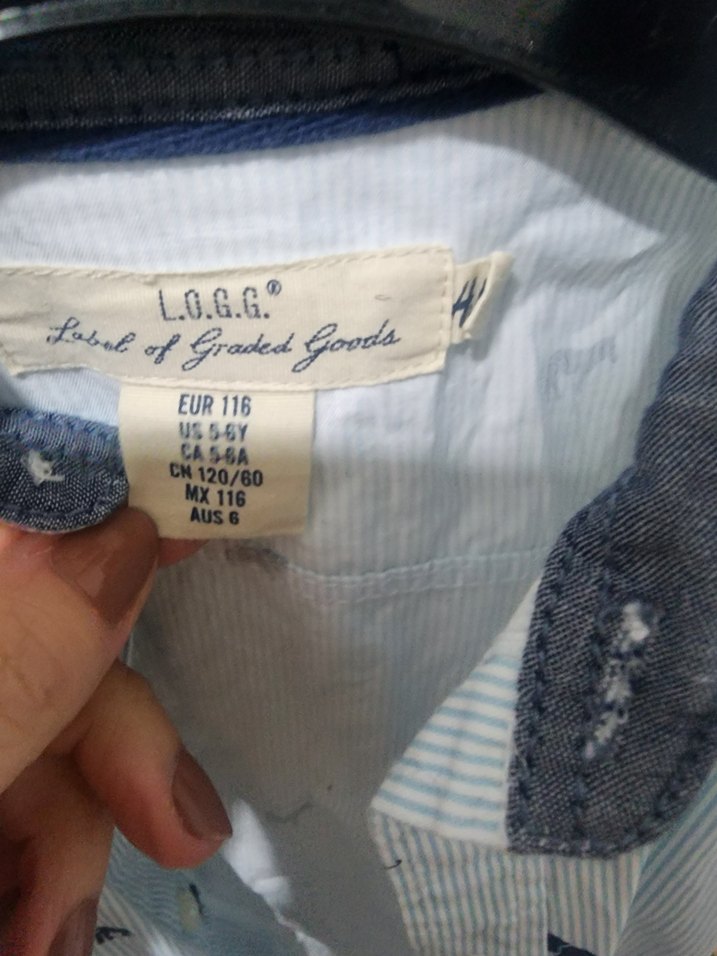 L.O.G.G.®
Label of Graded Goods
EUR 116
US 5-6Y
CA 5-6A
CN 120/60
MX 116
AUS 6